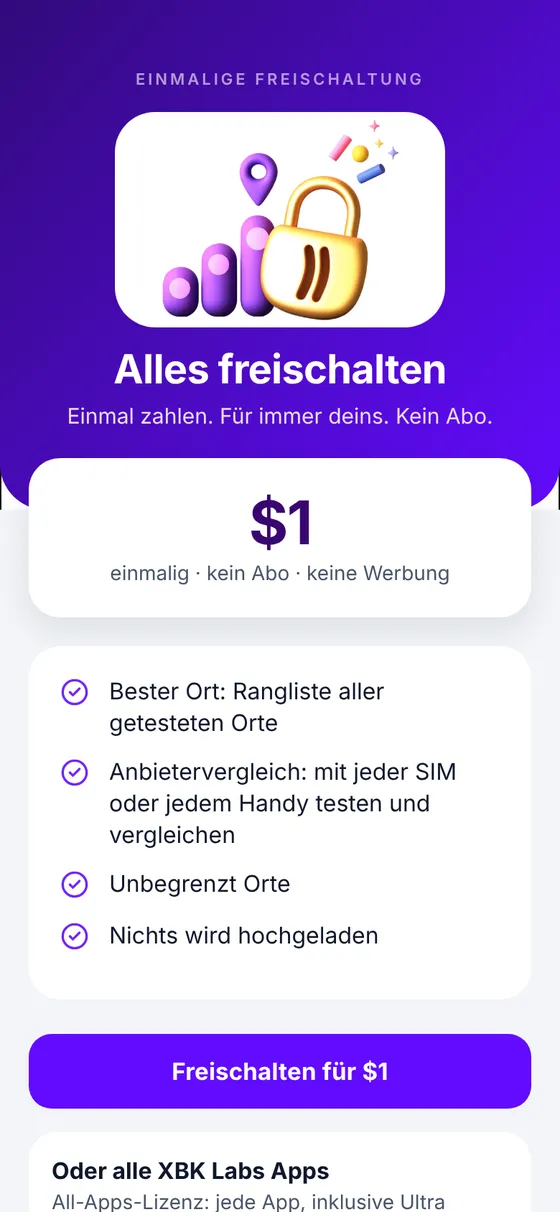 EINMALIGE FREISCHALTUNG
Alles freischalten
Einmal zahlen. Für immer deins. Kein Abo.
$1
einmalig · kein Abo · keine Werbung
Bester Ort: Rangliste aller
getesteten Orte
Anbietervergleich: mit jeder SIM
oder jedem Handy testen und
vergleichen
Unbegrenzt Orte
Nichts wird hochgeladen
Freischalten für $1
Oder alle XBK Labs Apps
All-Apps-Lizenz: jede App, inklusive Ultra